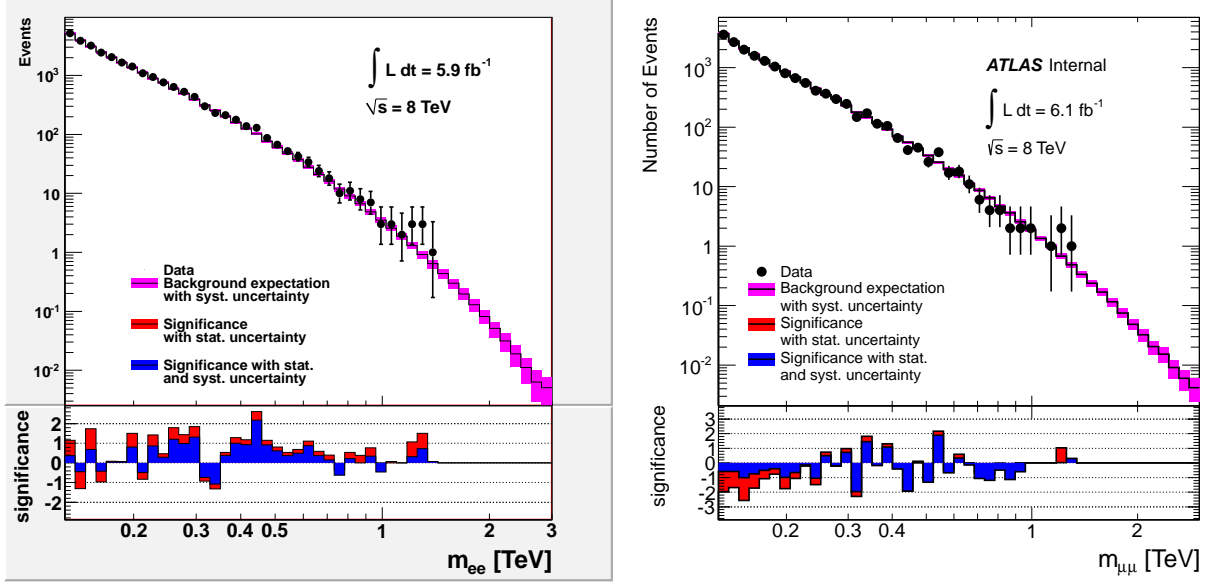 Events
10³
10²
10
1
10⁻¹
10⁻²
∫ L dt = 5.9 fb⁻¹
√s = 8 TeV
Data
Background expectation
with syst. uncertainty
Significance
with stat. uncertainty
Significance with stat.
and syst. uncertainty
significance
2
1
0
-1
-2
0.2 0.3 0.4 0.5 1 2 3
m_ee [TeV]
Number of Events
10³
10²
10
1
10⁻¹
10⁻²
ATLAS Internal
∫ L dt = 6.1 fb⁻¹
√s = 8 TeV
Data
Background expectation
with syst. uncertainty
Significance
with stat. uncertainty
Significance with stat.
and syst. uncertainty
significance
3
2
1
0
-1
-2
-3
0.2 0.3 0.4 1 2
m_μμ [TeV]